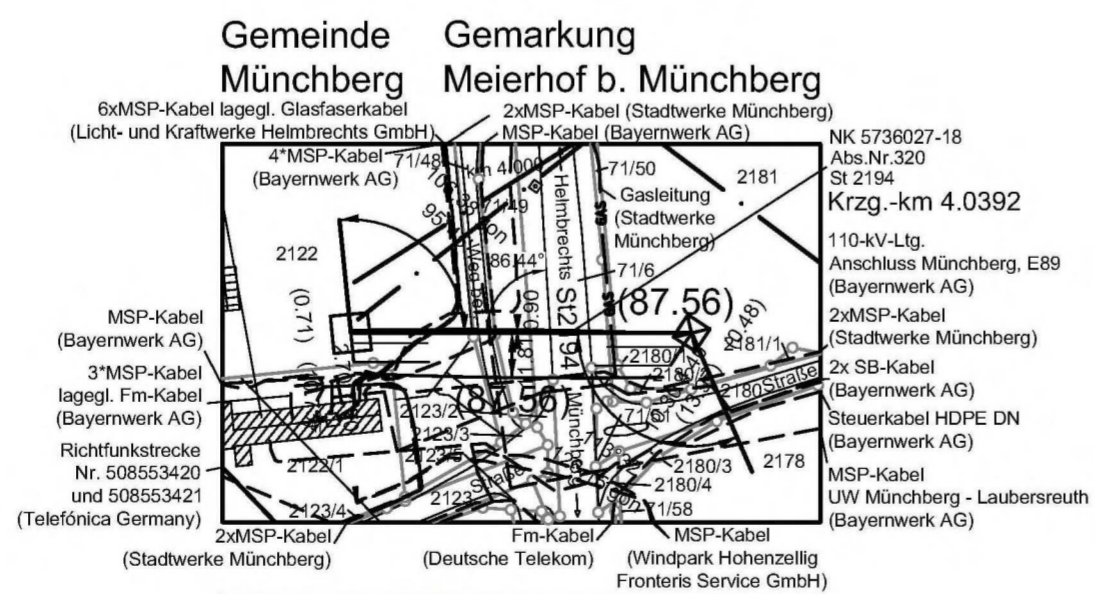 Gemeinde
Münchberg
Gemarkung
Meierhof b. Münchberg
6xMSP-Kabel lagegl. Glasfaserkabel
(Licht- und Kraftwerke Helmbrechts GmbH)
2xMSP-Kabel (Stadtwerke Münchberg)
MSP-Kabel (Bayernwerk AG)
4*MSP-Kabel
(Bayernwerk AG)
NK 5736027-18
Abs.Nr.320
St 2194
Krzg.-km 4.0392
110-kV-Ltg.
Anschluss Münchberg, E89
(Bayernwerk AG)
2xMSP-Kabel
(Stadtwerke Münchberg)
2x SB-Kabel
(Bayernwerk AG)
Steuerkabel HDPE DN
(Bayernwerk AG)
MSP-Kabel
UW Münchberg - Laubersreuth
(Bayernwerk AG)
MSP-Kabel
(Bayernwerk AG)
3*MSP-Kabel
lagegl. Fm-Kabel
(Bayernwerk AG)
Richtfunkstrecke
Nr. 508553420
und 508553421
(Telefónica Germany)
2xMSP-Kabel
(Stadtwerke Münchberg)
Fm-Kabel
(Deutsche Telekom)
MSP-Kabel
(Windpark Hohenzellig
Fronteris Service GmbH)
71/48
km 4.000
71/49
71/50
Gasleitung
(Stadtwerke
Münchberg)
2181
2122
86.44°
Helmbrechts
St2194
71/6
GAS
GAS
(87.56)
(0.71)
2181/1
2180/1
2180/2
2180
Straße
(87.56)
2123/2
2123/3
2123/5
2122/1
2123
Straße
2123/4
Münchberg
71/51
2180/3
2180/4
2178
71/58